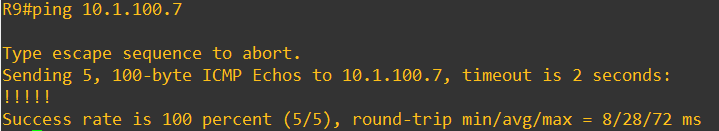 R9#ping 10.1.100.7
Type escape sequence to abort.
Sending 5, 100-byte ICMP Echos to 10.1.100.7, timeout is 2 seconds:
!!!!!
Success rate is 100 percent (5/5), round-trip min/avg/max = 8/28/72 ms